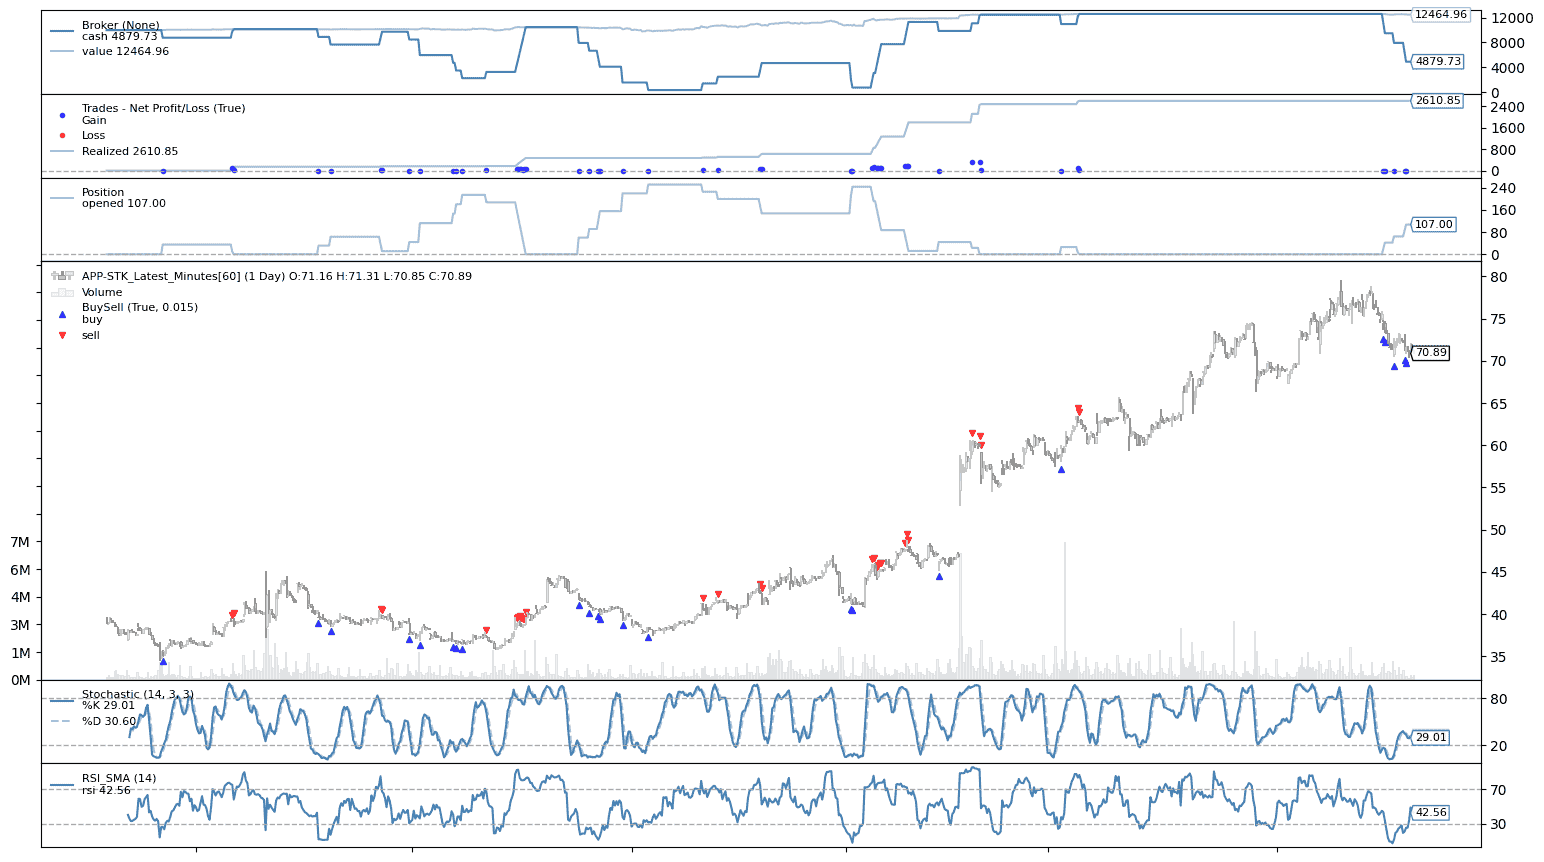 Broker (None)
cash 4879.73
value 12464.96
12464.96
4879.73
12000
8000
4000
0
Trades - Net Profit/Loss (True)
Gain
Loss
Realized 2610.85
2610.85
2400
1600
800
0
Position
opened 107.00
107.00
240
160
80
0
APP-STK_Latest_Minutes[60] (1 Day) O:71.16 H:71.31 L:70.85 C:70.89
Volume
BuySell (True, 0.015)
buy
sell
70.89
80
75
70
65
60
55
50
45
40
35
7M
6M
4M
3M
1M
0M
Stochastic (14, 3, 3)
%K 29.01
%D 30.60
29.01
80
20
RSI_SMA (14)
rsi 42.56
42.56
70
30